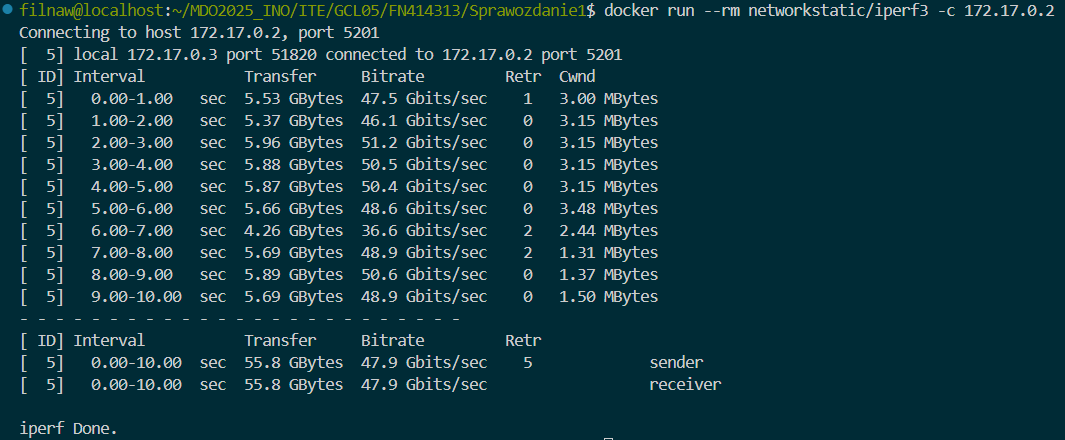 filnaw@localhost:~/MDO2025_INO/ITE/GCL05/FN414313/Sprawozdanie1$ docker run --rm networkstatic/iperf3 -c 172.17.0.2
Connecting to host 172.17.0.2, port 5201
[  5] local 172.17.0.3 port 51820 connected to 172.17.0.2 port 5201
[ ID] Interval           Transfer     Bitrate         Retr  Cwnd
[  5]   0.00-1.00   sec  5.53 GBytes  47.5 Gbits/sec    1   3.00 MBytes
[  5]   1.00-2.00   sec  5.37 GBytes  46.1 Gbits/sec    0   3.15 MBytes
[  5]   2.00-3.00   sec  5.96 GBytes  51.2 Gbits/sec    0   3.15 MBytes
[  5]   3.00-4.00   sec  5.88 GBytes  50.5 Gbits/sec    0   3.15 MBytes
[  5]   4.00-5.00   sec  5.87 GBytes  50.4 Gbits/sec    0   3.15 MBytes
[  5]   5.00-6.00   sec  5.66 GBytes  48.6 Gbits/sec    0   3.48 MBytes
[  5]   6.00-7.00   sec  4.26 GBytes  36.6 Gbits/sec    2   2.44 MBytes
[  5]   7.00-8.00   sec  5.69 GBytes  48.9 Gbits/sec    2   1.31 MBytes
[  5]   8.00-9.00   sec  5.89 GBytes  50.6 Gbits/sec    0   1.37 MBytes
[  5]   9.00-10.00  sec  5.69 GBytes  48.9 Gbits/sec    0   1.50 MBytes
- - - - - - - - - - - - - - - - - - - - - - - - -
[ ID] Interval           Transfer     Bitrate         Retr
[  5]   0.00-10.00  sec  55.8 GBytes  47.9 Gbits/sec    5             sender
[  5]   0.00-10.00  sec  55.8 GBytes  47.9 Gbits/sec                  receiver
iperf Done.